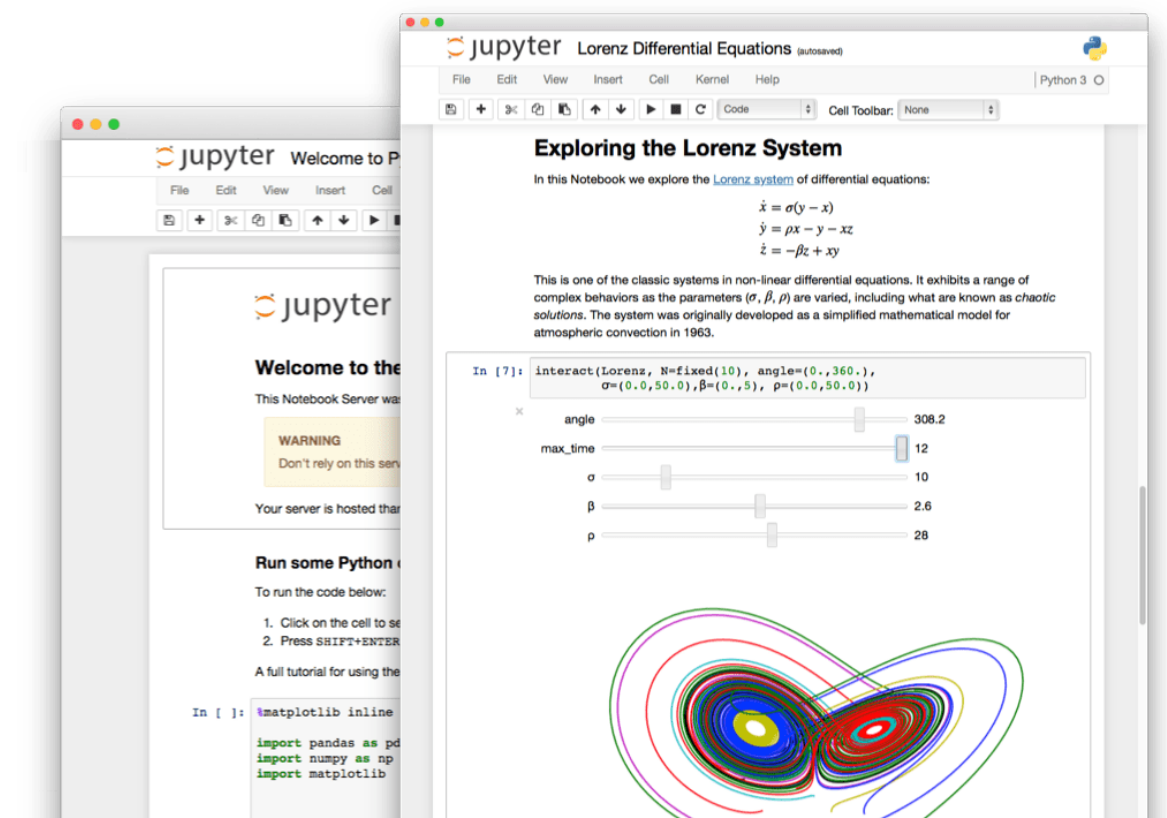 jupyter Lorenz Differential Equations (autosaved)
File Edit View Insert Cell Kernel Help Python 3
Code Cell Toolbar: None
Exploring the Lorenz System
In this Notebook we explore the Lorenz system of differential equations:
ẋ = σ(y − x)
ẏ = ρx − y − xz
ż = −βz + xy
This is one of the classic systems in non-linear differential equations. It exhibits a range of
complex behaviors as the parameters (σ, β, ρ) are varied, including what are known as chaotic
solutions. The system was originally developed as a simplified mathematical model for
atmospheric convection in 1963.
In [7]: interact(Lorenz, N=fixed(10), angle=(0.,360.),
σ=(0.0,50.0),β=(0.,5), ρ=(0.0,50.0))
angle 308.2
max_time 12
σ 10
β 2.6
ρ 28
jupyter Welcome to P
File Edit View Insert Cell
jupyter
Welcome to the
This Notebook Server was
WARNING
Don't rely on this serv
Your server is hosted than
Run some Python
To run the code below:
1. Click on the cell to se
2. Press SHIFT+ENTER
A full tutorial for using the
In [ ]: %matplotlib inline
import pandas as pd
import numpy as np
import matplotlib